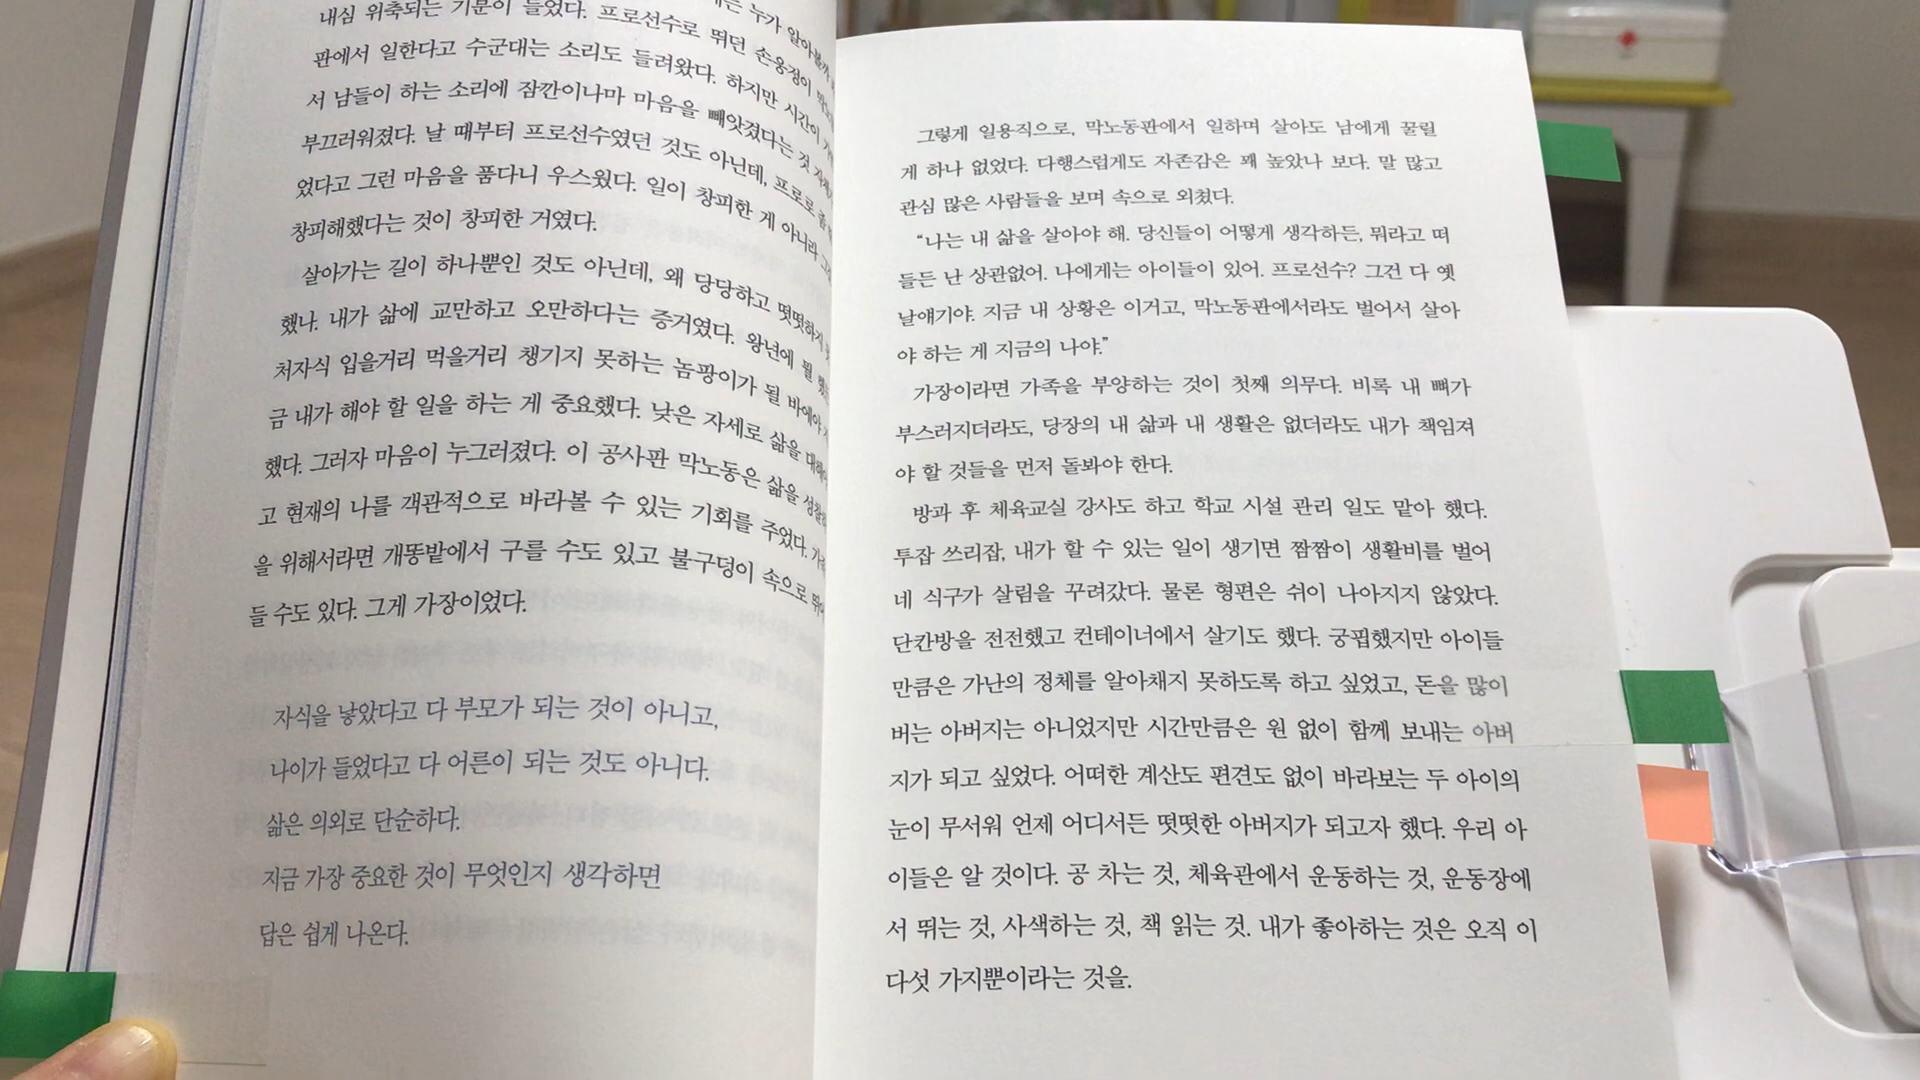 내심 위축되는 기분이 들었다. 프로선수로 뛰던 손웅정이
누가 알아볼까
판에서 일한다고 수군대는 소리도 들려왔다. 하지만 시간이
서 남들이 하는 소리에 잠깐이나마 마음을 빼앗겼다는 것
부끄러워졌다. 날 때부터 프로선수였던 것도 아닌데, 프로로
었다고 그런 마음을 품다니 우스웠다. 일이 창피한 게 아니라
창피해했다는 것이 창피한 거였다.
살아가는 길이 하나뿐인 것도 아닌데, 왜 당당하고 떳떳하지
했나. 내가 삶에 교만하고 오만하다는 증거였다. 왕년에 뭘
처자식 입을거리 먹을거리 챙기지 못하는 놈팡이가 될 바에야
금 내가 해야 할 일을 하는 게 중요했다. 낮은 자세로 삶을
했다. 그러자 마음이 누그러졌다. 이 공사판 막노동은 삶을
고 현재의 나를 객관적으로 바라볼 수 있는 기회를 주었다.
을 위해서라면 개똥밭에서 구를 수도 있고 불구덩이 속으로
들 수도 있다. 그게 가장이었다.
자식을 낳았다고 다 부모가 되는 것이 아니고,
나이가 들었다고 다 어른이 되는 것도 아니다.
삶은 의외로 단순하다.
지금 가장 중요한 것이 무엇인지 생각하면
답은 쉽게 나온다.
그렇게 일용직으로, 막노동판에서 일하며 살아도 남에게 꿀릴
게 하나 없었다. 다행스럽게도 자존감은 꽤 높았나 보다. 말 많고
관심 많은 사람들을 보며 속으로 외쳤다.
“나는 내 삶을 살아야 해. 당신들이 어떻게 생각하든, 뭐라고 떠
들든 난 상관없어. 나에게는 아이들이 있어. 프로선수? 그건 다 옛
날얘기야. 지금 내 상황은 이거고, 막노동판에서라도 벌어서 살아
야 하는 게 지금의 나야.”
가장이라면 가족을 부양하는 것이 첫째 의무다. 비록 내 뼈가
부스러지더라도, 당장의 내 삶과 내 생활은 없더라도 내가 책임져
야 할 것들을 먼저 돌봐야 한다.
방과 후 체육교실 강사도 하고 학교 시설 관리 일도 맡아 했다.
투잡 쓰리잡, 내가 할 수 있는 일이 생기면 짬짬이 생활비를 벌어
네 식구가 살림을 꾸려갔다. 물론 형편은 쉬이 나아지지 않았다.
단칸방을 전전했고 컨테이너에서 살기도 했다. 궁핍했지만 아이들
만큼은 가난의 정체를 알아채지 못하도록 하고 싶었고, 돈을 많이
버는 아버지는 아니었지만 시간만큼은 원 없이 함께 보내는 아버
지가 되고 싶었다. 어떠한 계산도 편견도 없이 바라보는 두 아이의
눈이 무서워 언제 어디서든 떳떳한 아버지가 되고자 했다. 우리 아
이들은 알 것이다. 공 차는 것, 체육관에서 운동하는 것, 운동장에
서 뛰는 것, 사색하는 것, 책 읽는 것. 내가 좋아하는 것은 오직 이
다섯 가지뿐이라는 것을.